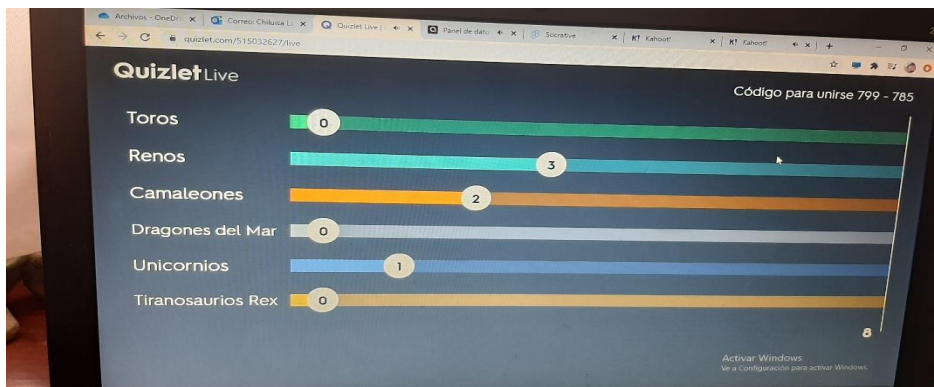 Archivos - OneDri
Correo: Chiluisa L
Quizlet Live |
Panel de dato
Socrative
Kahoot!
Kahoot!
quizlet.com/515032627/live
Quizlet Live
Código para unirse 799 - 785
Toros 0
Renos 3
Camaleones 2
Dragones del Mar 0
Unicornios 1
Tiranosaurios Rex 0
8
Activar Windows
Ve a Configuración para activar Windows.